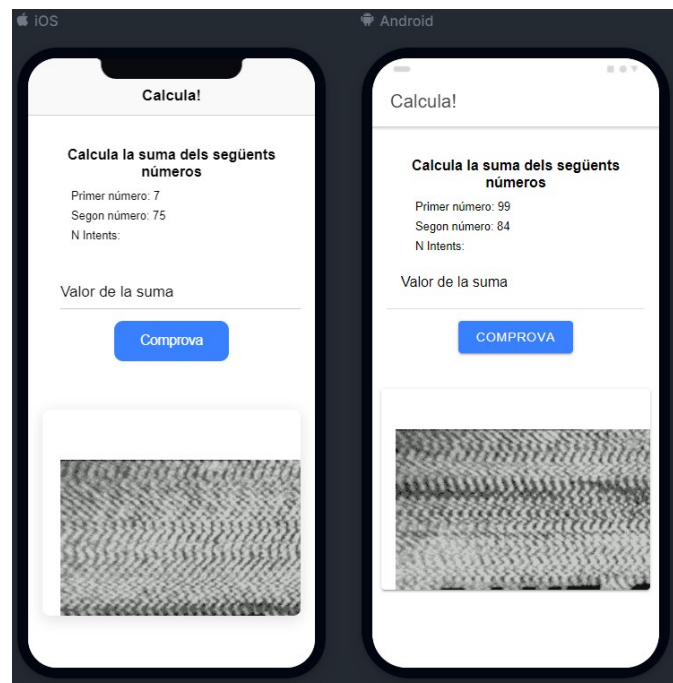 iOS
Calcula!
Calcula la suma dels següents
números
Primer número: 7
Segon número: 75
N Intents:
Valor de la suma
Comprova
Android
Calcula!
Calcula la suma dels següents
números
Primer número: 99
Segon número: 84
N Intents:
Valor de la suma
COMPROVA